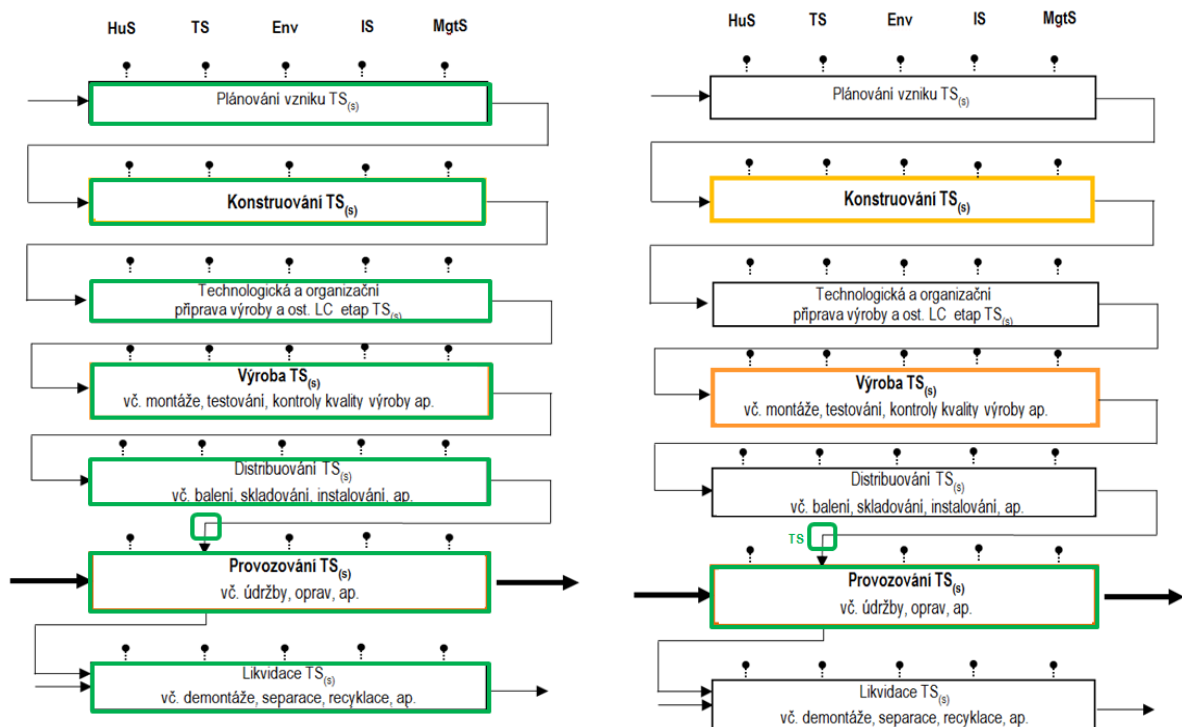 HuS TS Env IS MgtS
Plánování vzniku TS(s)
Konstruování TS(s)
Technologická a organizační
příprava výroby a ost. LC etap TS(s)
Výroba TS(s)
vč. montáže, testování, kontroly kvality výroby ap.
Distribuování TS(s)
vč. balení, skladování, instalování, ap.
Provozování TS(s)
vč. údržby, oprav, ap.
Likvidace TS(s)
vč. demontáže, separace, recyklace, ap.
HuS TS Env IS MgtS
Plánování vzniku TS(s)
Konstruování TS(s)
Technologická a organizační
příprava výroby a ost. LC etap TS(s)
Výroba TS(s)
vč. montáže, testování, kontroly kvality výroby ap.
Distribuování TS(s)
vč. balení, skladování, instalování, ap.
TS
Provozování TS(s)
vč. údržby, oprav, ap.
Likvidace TS(s)
vč. demontáže, separace, recyklace, ap.